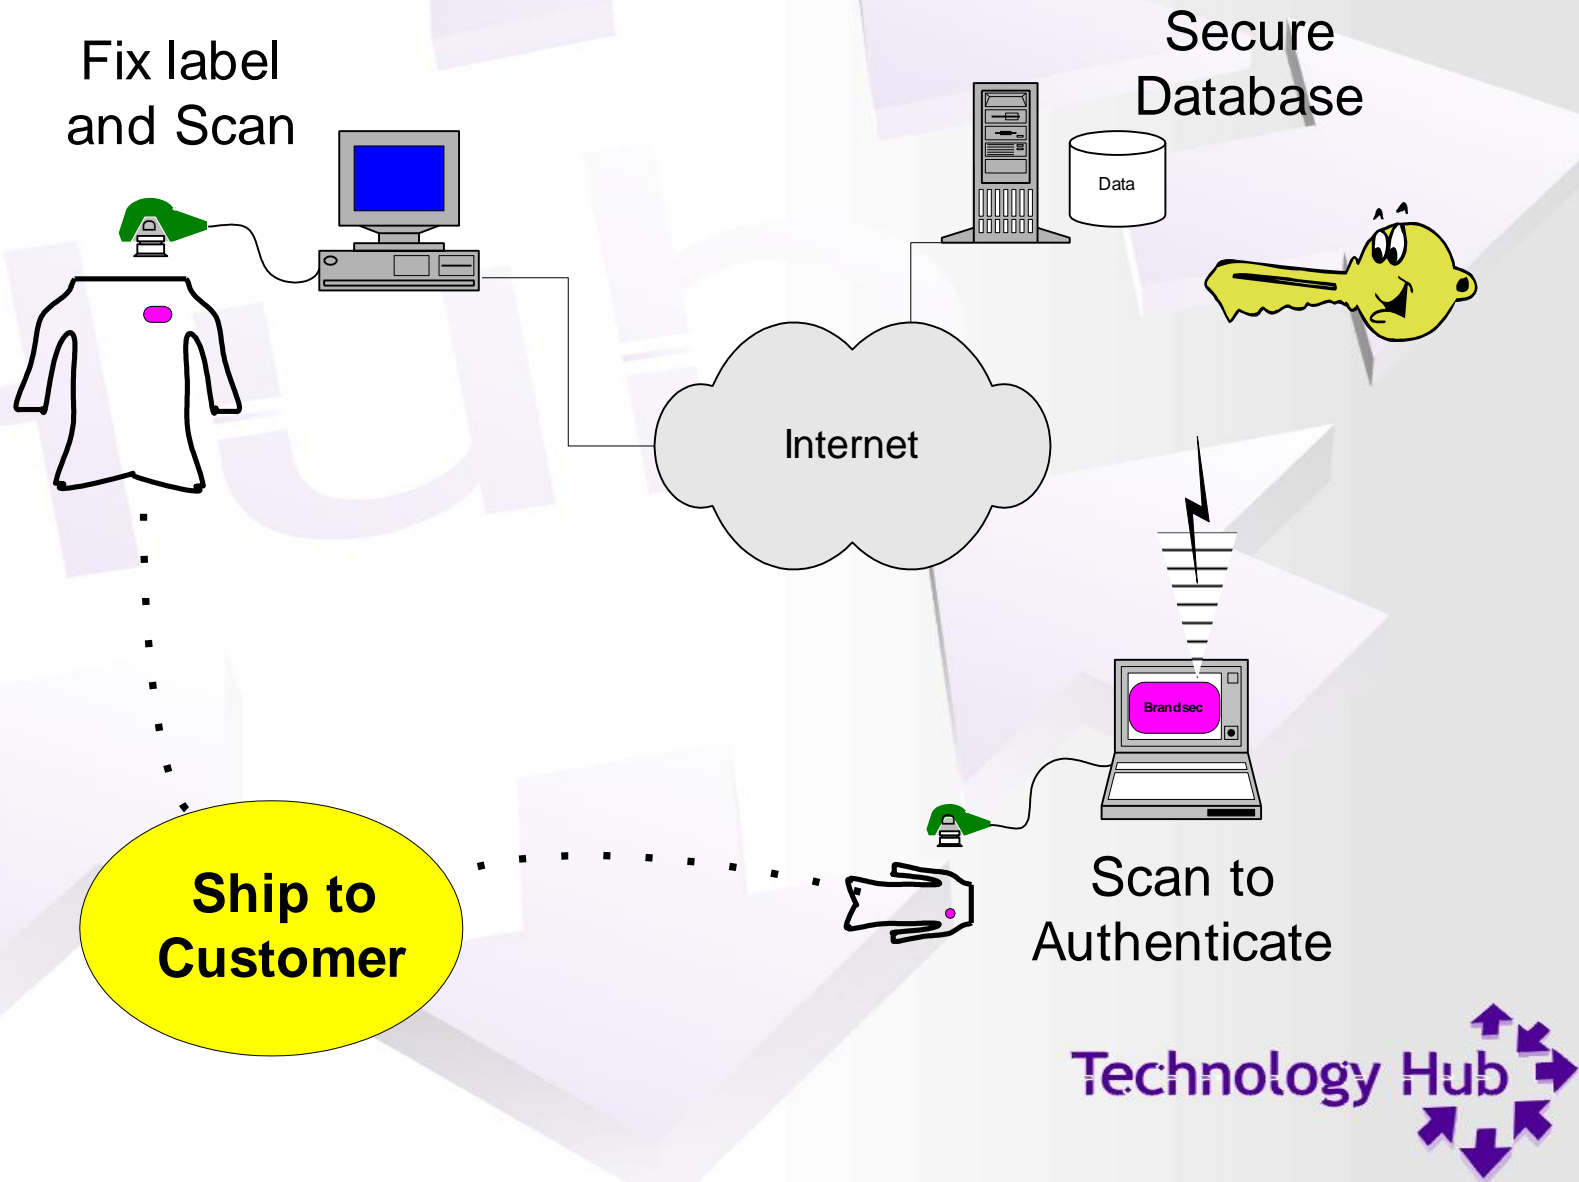 Fix label
and Scan
Secure
Database
Data
Internet
Brandsec
Ship to
Customer
Scan to
Authenticate
Technology Hub